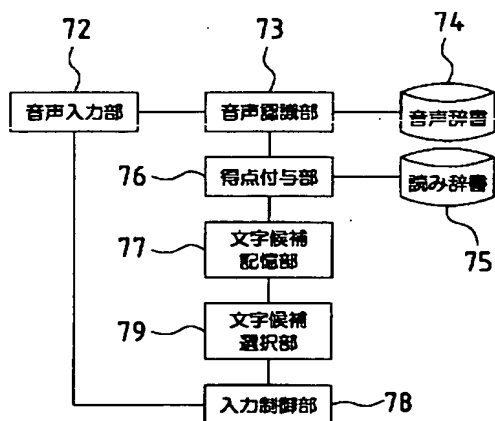 72
73
74
音声入力部
音声認識部
音声辞書
76
得点付与部
読み辞書
75
77
文字候補
記憶部
79
文字候補
選択部
入力制御部
78